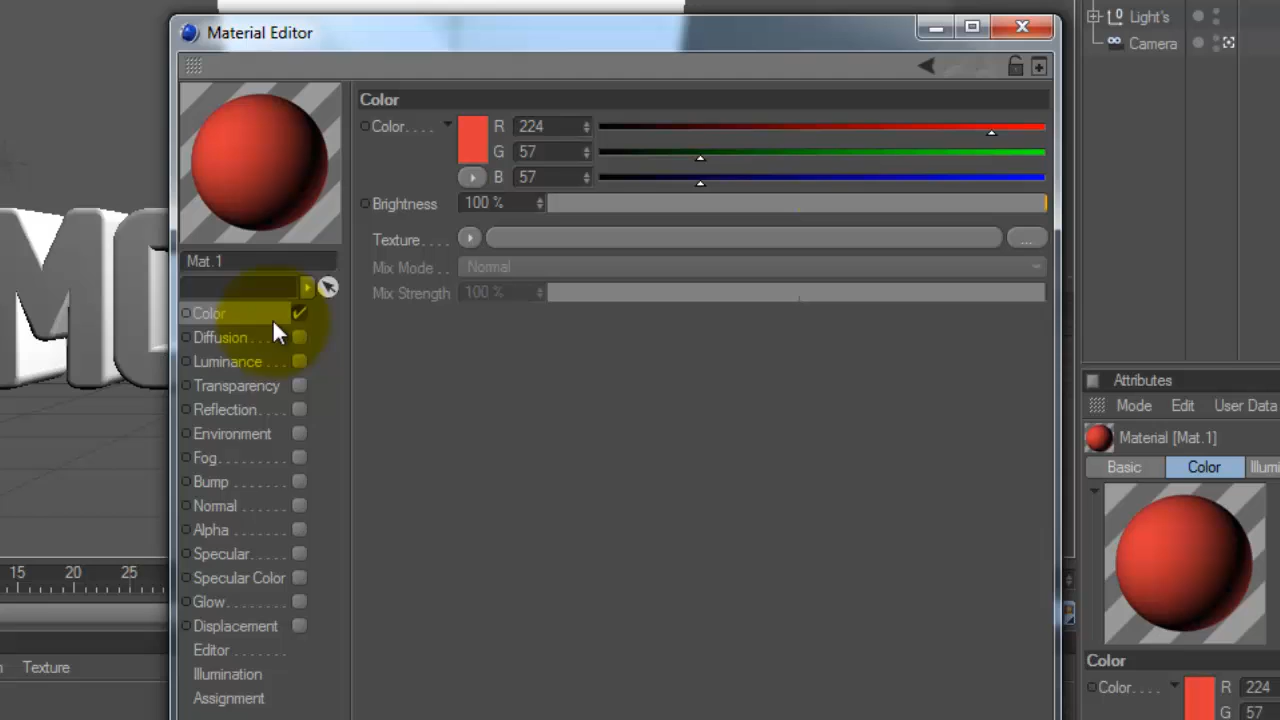 Material Editor
Light's
Camera
Color
Color. . . . R 224
G 57
B 57
Brightness 100 %
Texture. . . . ...
Mix Mode . . Normal
Mix Strength 100 %
Mat.1
Color
Diffusion . . .
Luminance . . .
Transparency
Reflection. . . .
Environment
Fog. . . . . . . .
Bump . . . . . .
Normal . . . . .
Alpha . . . . . .
Specular. . . . .
Specular Color
Glow. . . . . . .
Displacement
Editor . . . . . .
Illumination
Assignment
MO
15 20 25
Texture
Attributes
Mode Edit User Data
Material [Mat.1]
Basic Color Illumi
Color
Color. . . . R 224
G 57